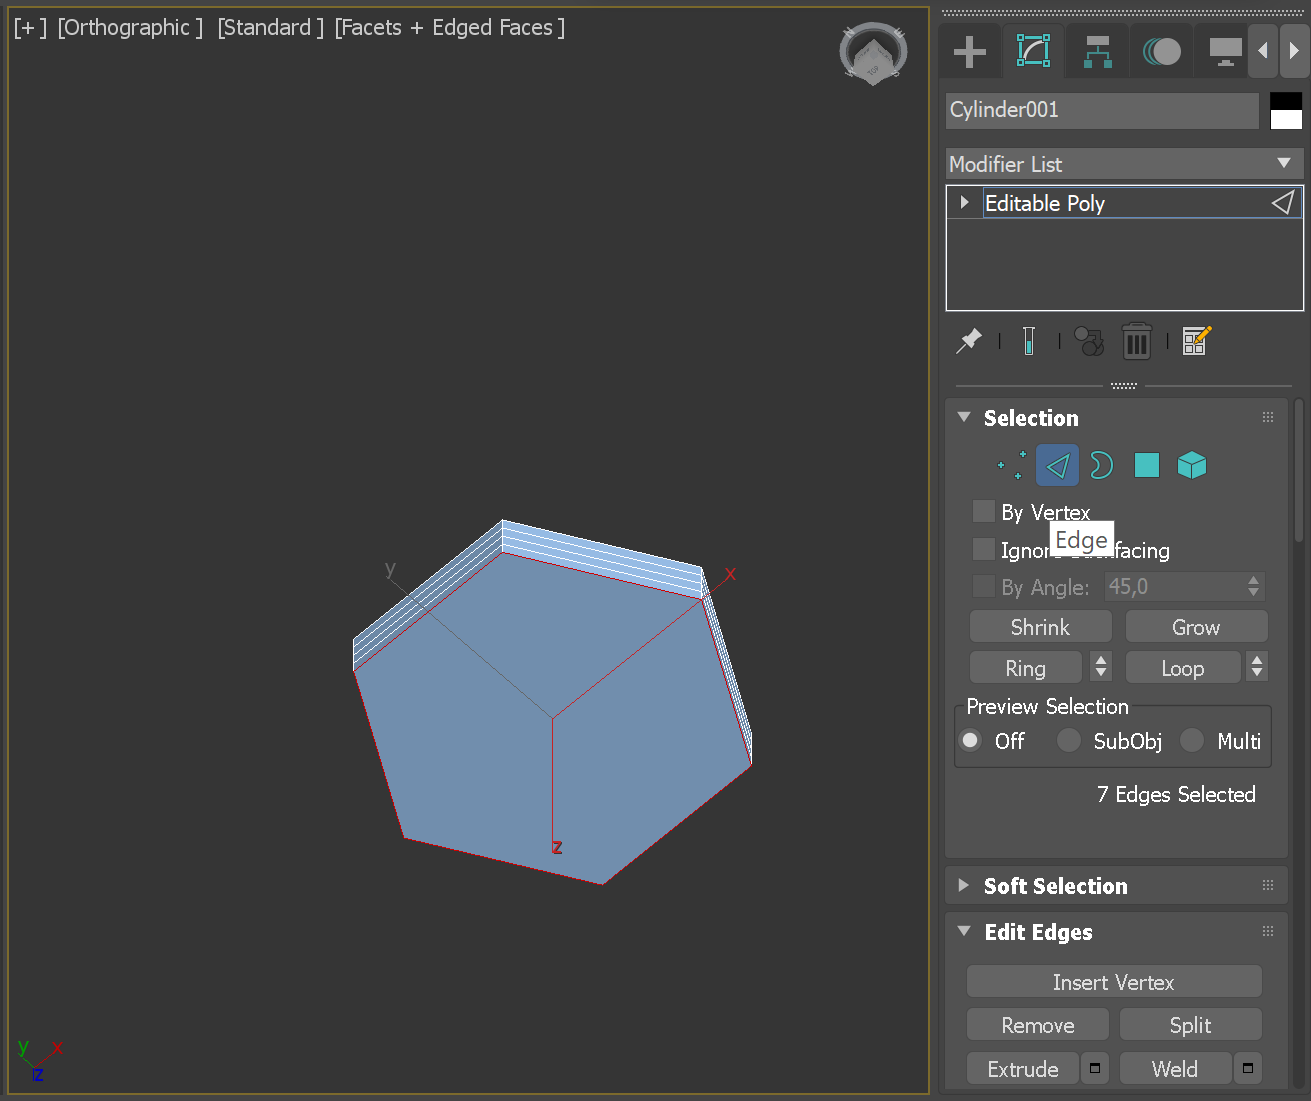 [+] [Orthographic] [Standard] [Facets + Edged Faces]
Cylinder001
Modifier List
Editable Poly
Selection
By Vertex
Edge
Ignore facing
By Angle: 45,0
Shrink Grow
Ring Loop
Preview Selection
Off SubObj Multi
7 Edges Selected
Soft Selection
Edit Edges
Insert Vertex
Remove Split
Extrude Weld
y
x
z
y x
z